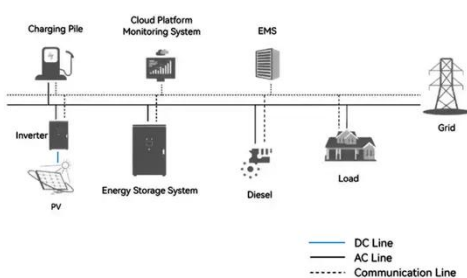 Charging Pile
Cloud Platform
Monitoring System
EMS
Grid
Inverter
PV
Energy Storage System
Diesel
Load
DC Line
AC Line
Communication Line